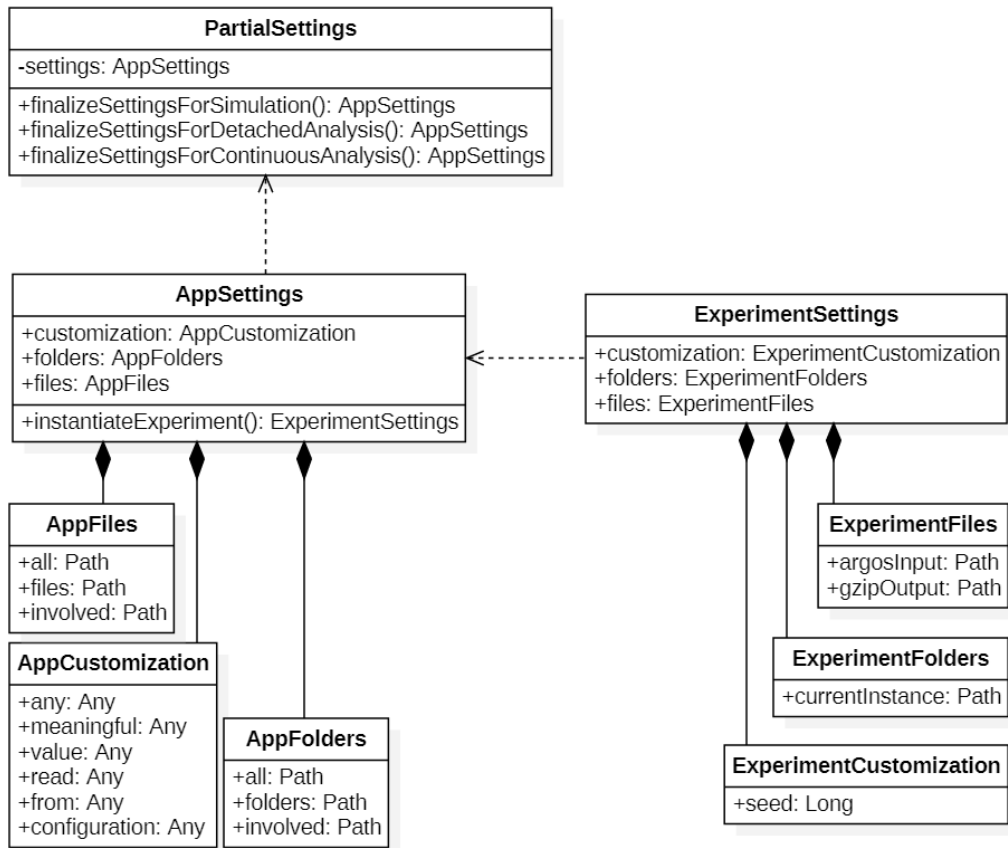 PartialSettings
-settings: AppSettings
+finalizeSettingsForSimulation(): AppSettings
+finalizeSettingsForDetachedAnalysis(): AppSettings
+finalizeSettingsForContinuousAnalysis(): AppSettings
AppSettings
+customization: AppCustomization
+folders: AppFolders
+files: AppFiles
+instantiateExperiment(): ExperimentSettings
ExperimentSettings
+customization: ExperimentCustomization
+folders: ExperimentFolders
+files: ExperimentFiles
AppFiles
+all: Path
+files: Path
+involved: Path
AppCustomization
+any: Any
+meaningful: Any
+value: Any
+read: Any
+from: Any
+configuration: Any
AppFolders
+all: Path
+folders: Path
+involved: Path
ExperimentFiles
+argosInput: Path
+gzipOutput: Path
ExperimentFolders
+currentInstance: Path
ExperimentCustomization
+seed: Long